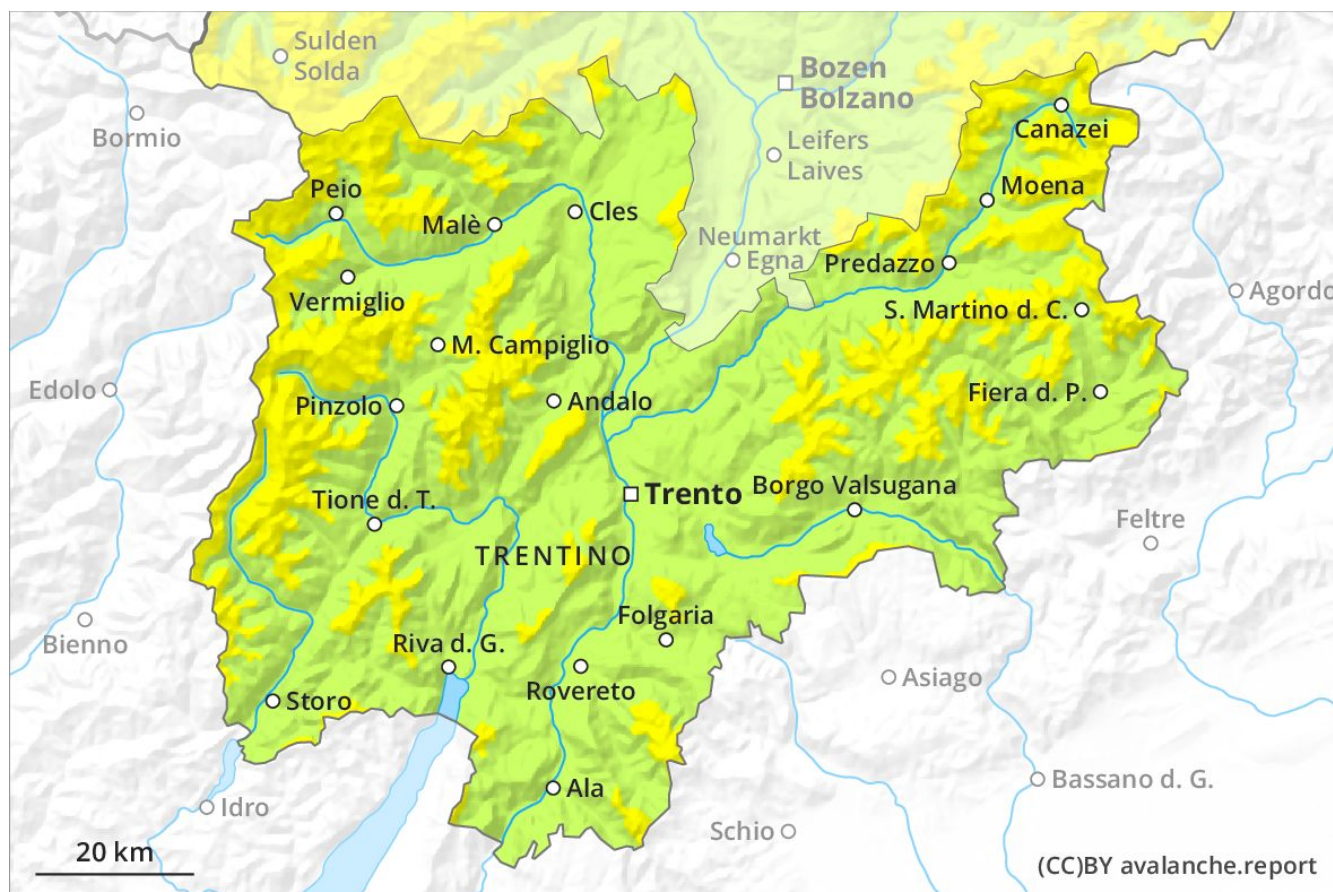 Sulden
Solda
Bozen
Bolzano
Bormio
Canazei
Leifers
Laives
Peio
Moena
Malè
Cles
Neumarkt
Egna
Predazzo
Vermiglio
Agordo
S. Martino d. C.
M. Campiglio
Edolo
Pinzolo
Andalo
Fiera d. P.
Tione d. T.
Trento
Borgo Valsugana
Feltre
TRENTINO
Folgaria
Bienno
Riva d. G.
Asiago
Storo
Rovereto
Ala
Bassano d. G.
Idro
Schio
20 km
(CC)BY avalanche.report